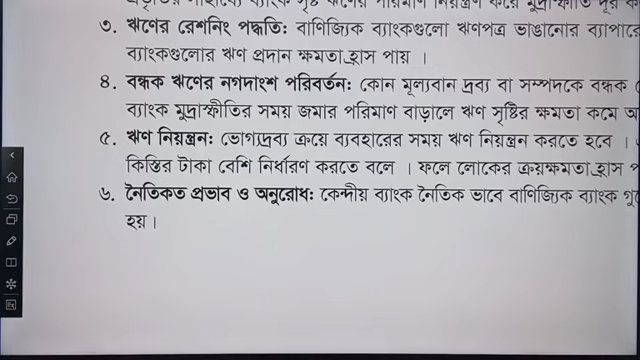 ৩. ঋণের রেশনিং পদ্ধতি: বাণিজ্যিক ব্যাংকগুলো ঋণপত্র ভাঙানোর ব্যাপারে
ব্যাংকগুলোর ঋণ প্রদান ক্ষমতা হ্রাস পায় ।
৪. বন্ধক ঋণের নগদাংশ পরিবর্তন: কোন মূল্যবান দ্রব্য বা সম্পদকে বন্ধক
ব্যাংক মুদ্রাস্ফীতির সময় জমার পরিমাণ বাড়ালে ঋণ সৃষ্টির ক্ষমতা কমে
৫. ঋণ নিয়ন্ত্রন: ভোগ্যদ্রব্য ক্রয়ে ব্যবহারের সময় ঋণ নিয়ন্ত্রন করতে হবে ।
কিস্তির টাকা বেশি নির্ধারণ করতে বলে । ফলে লোকের ক্রয়ক্ষমতা হ্রাস
৬. নৈতিকত প্রভাব ও অনুরোধ: কেন্দীয় ব্যাংক নৈতিক ভাবে বাণিজ্যিক ব্যাংক
হয় ।